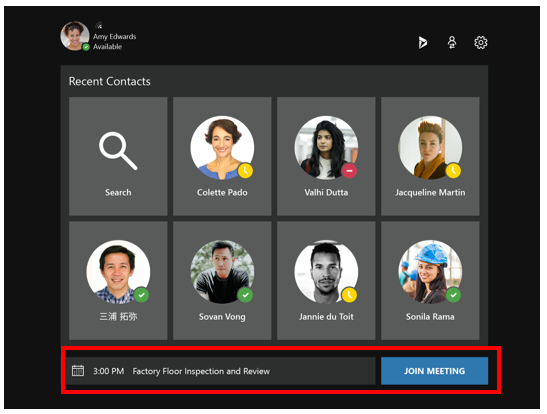 Amy Edwards
Available
Recent Contacts
Search
Colette Pado
Valhi Dutta
Jacqueline Martin
三浦 拓弥
Sovan Vong
Jannie du Toit
Sonila Rama
3:00 PM Factory Floor Inspection and Review
JOIN MEETING